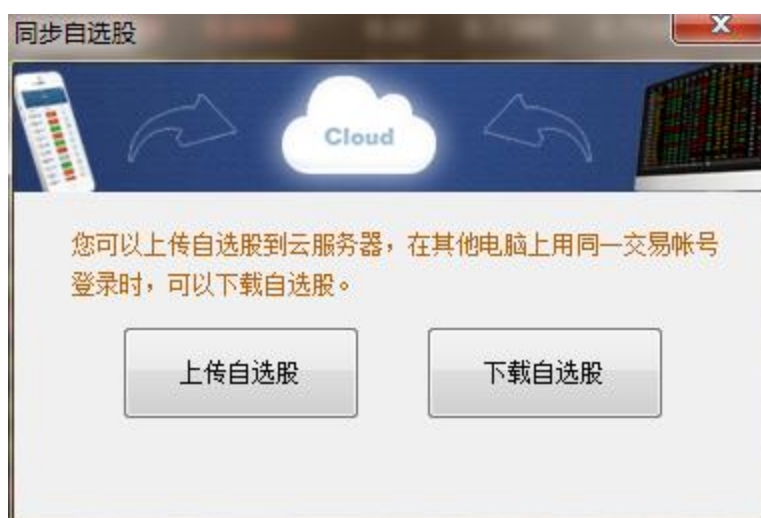 同步自选股
Cloud
您可以上传自选股到云服务器，在其他电脑上用同一交易帐号
登录时，可以下载自选股。
上传自选股
下载自选股